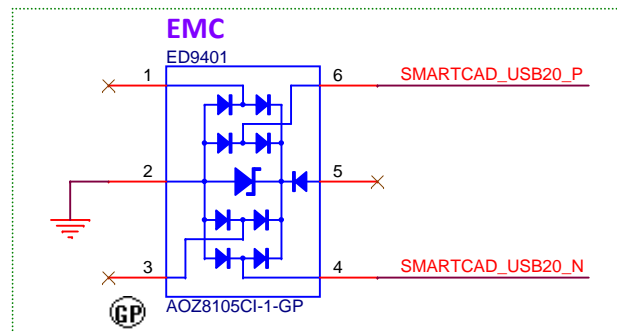 EMC
ED9401
1
6
SMARTCAD_USB20_P
2
5
3
4
SMARTCAD_USB20_N
GP
AOZ8105CI-1-GP